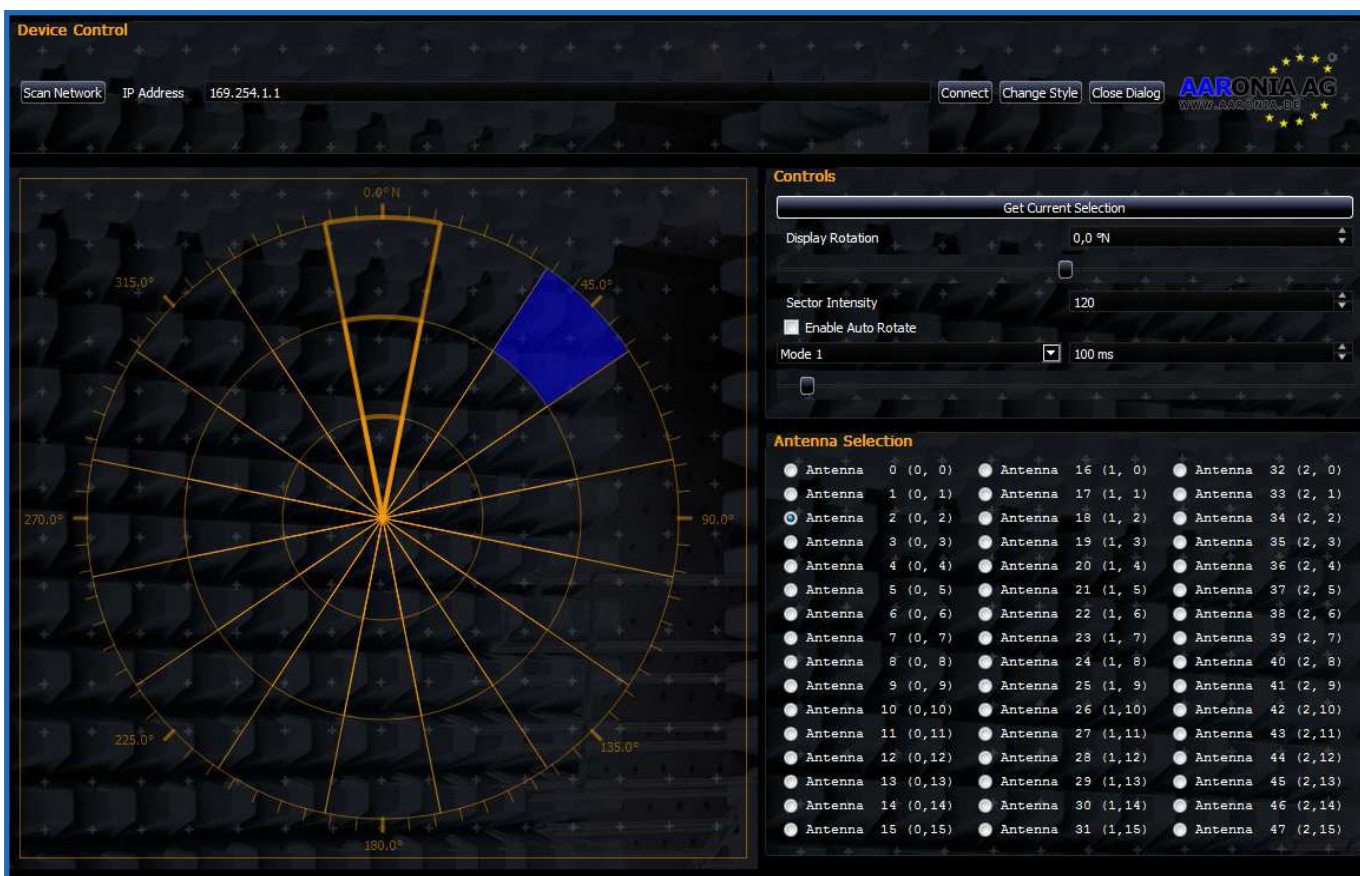 Device Control
Scan Network IP Address 169.254.1.1 Connect Change Style Close Dialog
AARONIA AG
WWW.AARONIA.DE
0.0° N
45.0°
90.0°
135.0°
180.0°
225.0°
270.0°
315.0°
Controls
Get Current Selection
Display Rotation 0,0 ºN
Sector Intensity 120
Enable Auto Rotate
Mode 1 100 ms
Antenna Selection
Antenna 0 (0, 0) Antenna 16 (1, 0) Antenna 32 (2, 0)
Antenna 1 (0, 1) Antenna 17 (1, 1) Antenna 33 (2, 1)
Antenna 2 (0, 2) Antenna 18 (1, 2) Antenna 34 (2, 2)
Antenna 3 (0, 3) Antenna 19 (1, 3) Antenna 35 (2, 3)
Antenna 4 (0, 4) Antenna 20 (1, 4) Antenna 36 (2, 4)
Antenna 5 (0, 5) Antenna 21 (1, 5) Antenna 37 (2, 5)
Antenna 6 (0, 6) Antenna 22 (1, 6) Antenna 38 (2, 6)
Antenna 7 (0, 7) Antenna 23 (1, 7) Antenna 39 (2, 7)
Antenna 8 (0, 8) Antenna 24 (1, 8) Antenna 40 (2, 8)
Antenna 9 (0, 9) Antenna 25 (1, 9) Antenna 41 (2, 9)
Antenna 10 (0,10) Antenna 26 (1,10) Antenna 42 (2,10)
Antenna 11 (0,11) Antenna 27 (1,11) Antenna 43 (2,11)
Antenna 12 (0,12) Antenna 28 (1,12) Antenna 44 (2,12)
Antenna 13 (0,13) Antenna 29 (1,13) Antenna 45 (2,13)
Antenna 14 (0,14) Antenna 30 (1,14) Antenna 46 (2,14)
Antenna 15 (0,15) Antenna 31 (1,15) Antenna 47 (2,15)